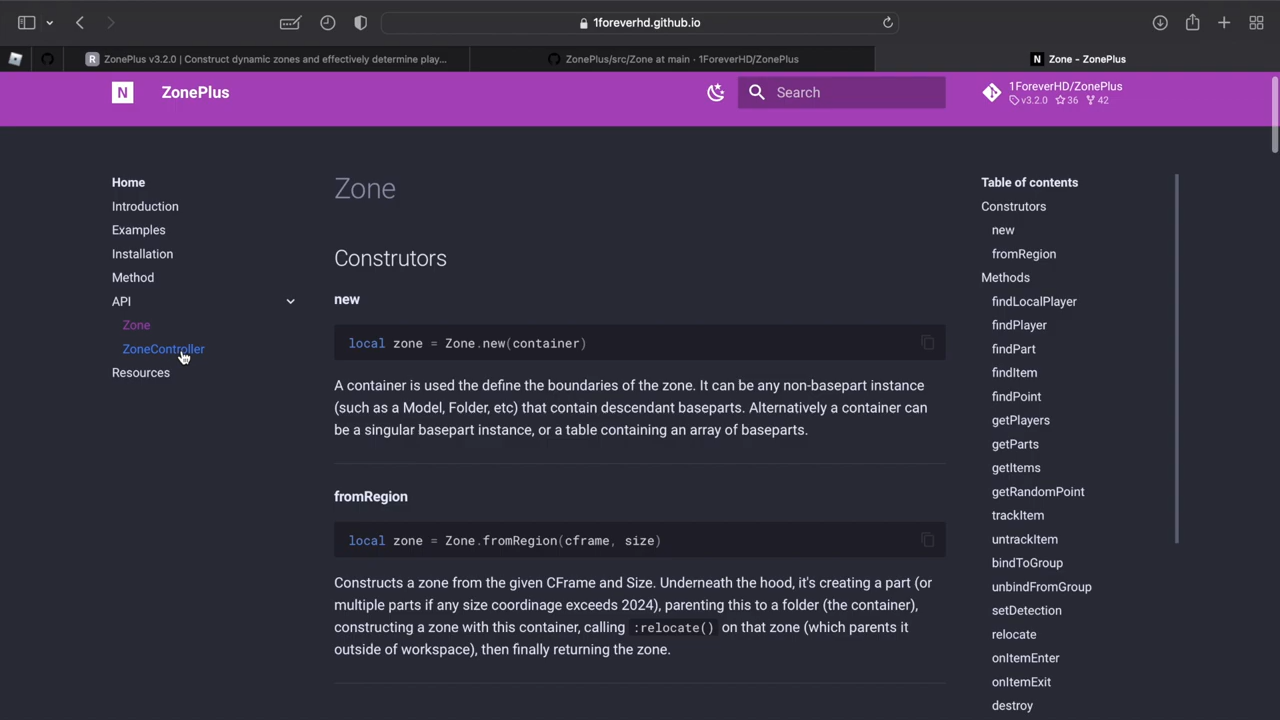 1foreverhd.github.io
ZonePlus v3.2.0 | Construct dynamic zones and effectively determine play...
ZonePlus/src/Zone at main · 1ForeverHD/ZonePlus
N Zone - ZonePlus
N
ZonePlus
Search
1ForeverHD/ZonePlus
v3.2.0 36 42
Home
Introduction
Examples
Installation
Method
API
Zone
ZoneController
Resources
Zone
Construtors
new
local zone = Zone.new(container)
A container is used the define the boundaries of the zone. It can be any non-basepart instance
(such as a Model, Folder, etc) that contain descendant baseparts. Alternatively a container can
be a singular basepart instance, or a table containing an array of baseparts.
fromRegion
local zone = Zone.fromRegion(cframe, size)
Constructs a zone from the given CFrame and Size. Underneath the hood, it's creating a part (or
multiple parts if any size coordinage exceeds 2024), parenting this to a folder (the container),
constructing a zone with this container, calling :relocate() on that zone (which parents it
outside of workspace), then finally returning the zone.
Table of contents
Construtors
new
fromRegion
Methods
findLocalPlayer
findPlayer
findPart
findItem
findPoint
getPlayers
getParts
getItems
getRandomPoint
trackItem
untrackItem
bindToGroup
unbindFromGroup
setDetection
relocate
onItemEnter
onItemExit
destroy